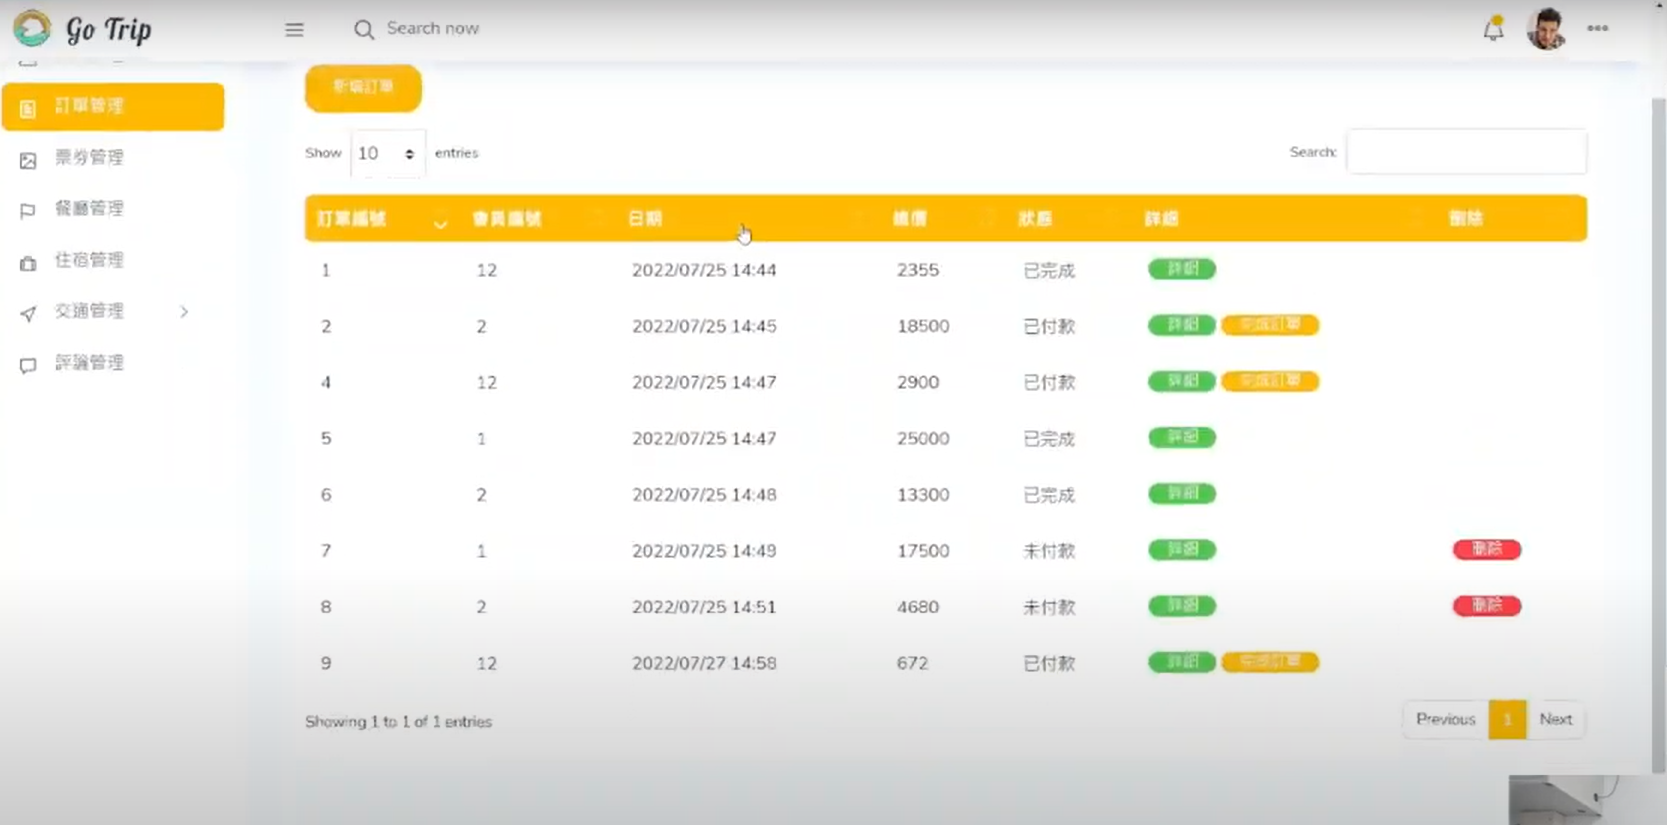 Go Trip
Search now
訂單管理
票券管理
餐廳管理
住宿管理
交通管理
評論管理
新增訂單
Show 10 entries
Search:
訂單編號 會員編號 日期 總價 狀態 詳細 刪除
1 12 2022/07/25 14:44 2355 已完成 詳細
2 2 2022/07/25 14:45 18500 已付款 詳細 完成訂單
4 12 2022/07/25 14:47 2900 已付款 詳細 完成訂單
5 1 2022/07/25 14:47 25000 已完成 詳細
6 2 2022/07/25 14:48 13300 已完成 詳細
7 1 2022/07/25 14:49 17500 未付款 詳細 刪除
8 2 2022/07/25 14:51 4680 未付款 詳細 刪除
9 12 2022/07/27 14:58 672 已付款 詳細 完成訂單
Showing 1 to 1 of 1 entries
Previous 1 Next